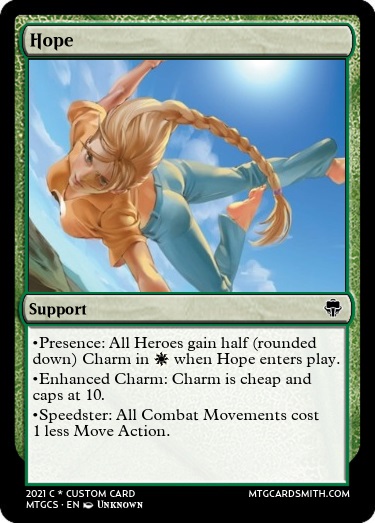 Hope
Support
•Presence: All Heroes gain half (rounded
down) Charm in ☀ when Hope enters play.
•Enhanced Charm: Charm is cheap and
caps at 10.
•Speedster: All Combat Movements cost
1 less Move Action.
2021 C * CUSTOM CARD
MTGCS · EN UNKNOWN
MTGCARDSMITH.COM